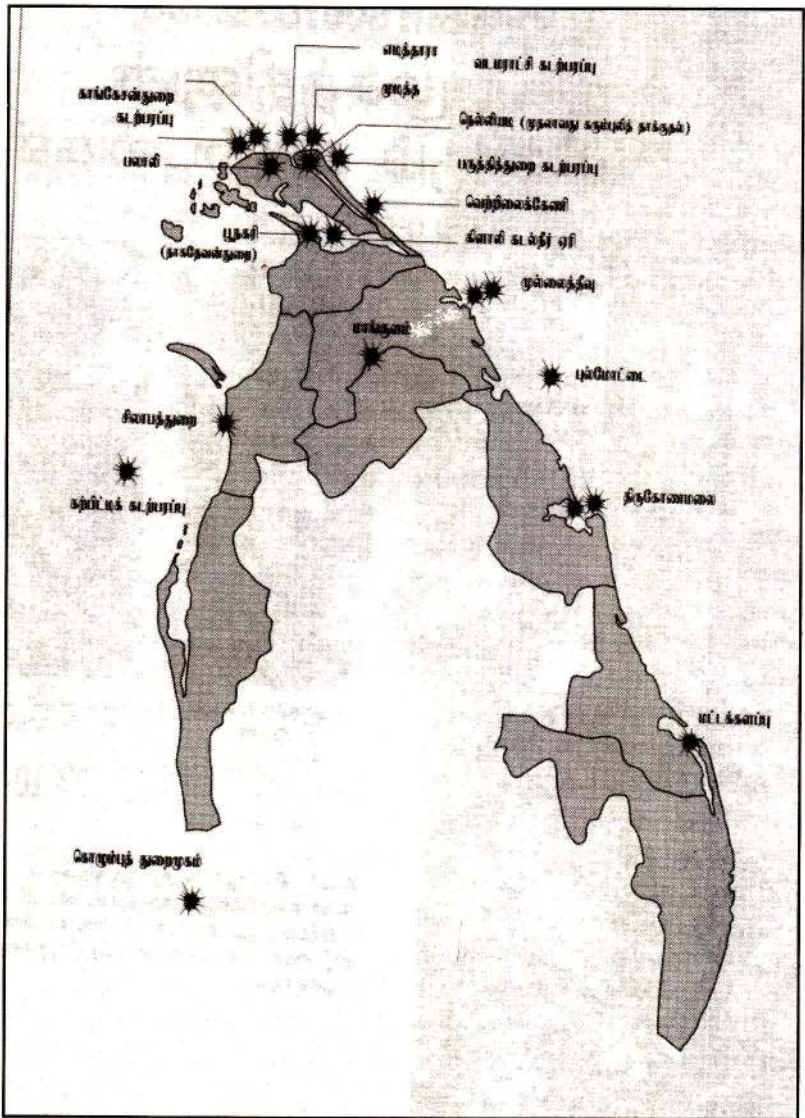 எடித்தாரா
வடமராட்சி கடற்பரப்பு
காங்கேசன்துறை
கடற்பரப்பு
முடித்த
நெல்லியடி (முதலாவது கரும்புலித் தாக்குதல்)
பலாலி
பருத்தித்துறை கடற்பரப்பு
வெற்றிலைக்கேணி
பூநகரி
(நாகதேவன்துறை)
கிளாலி கடல்நீர் ஏரி
முல்லைத்தீவு
மாங்குளம்
புல்மோட்டை
சிலாபத்துறை
கற்பிட்டிக் கடற்பரப்பு
திருகோணமலை
மட்டக்களப்பு
கொழும்புத் துறைமுகம்